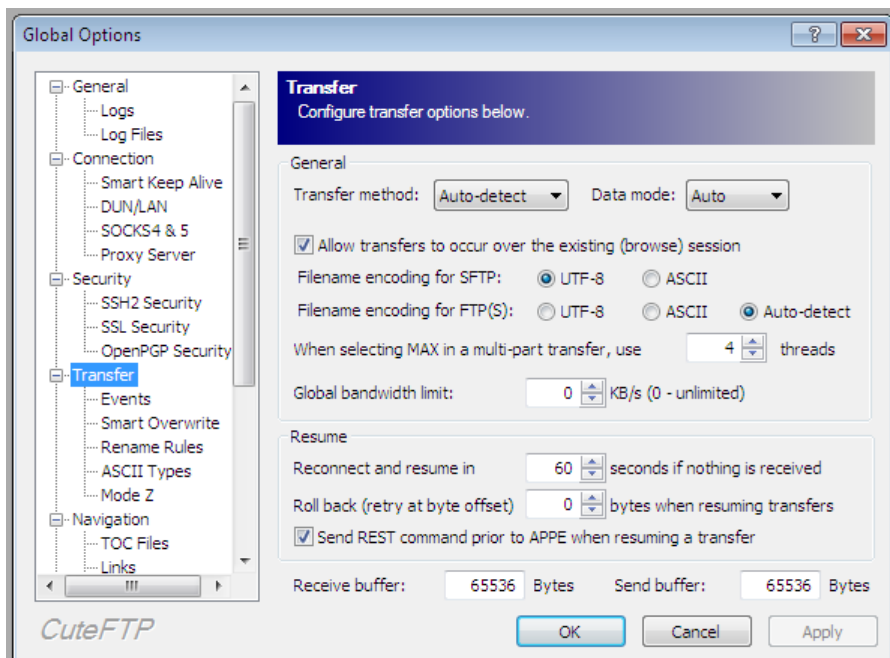 Global Options
General
Logs
Log Files
Connection
Smart Keep Alive
DUN/LAN
SOCKS4 & 5
Proxy Server
Security
SSH2 Security
SSL Security
OpenPGP Security
Transfer
Events
Smart Overwrite
Rename Rules
ASCII Types
Mode Z
Navigation
TOC Files
Links
CuteFTP
Transfer
Configure transfer options below.
General
Transfer method: Auto-detect Data mode: Auto
Allow transfers to occur over the existing (browse) session
Filename encoding for SFTP: UTF-8 ASCII
Filename encoding for FTP(S): UTF-8 ASCII Auto-detect
When selecting MAX in a multi-part transfer, use 4 threads
Global bandwidth limit: 0 KB/s (0 - unlimited)
Resume
Reconnect and resume in 60 seconds if nothing is received
Roll back (retry at byte offset) 0 bytes when resuming transfers
Send REST command prior to APPE when resuming a transfer
Receive buffer: 65536 Bytes Send buffer: 65536 Bytes
OK Cancel Apply